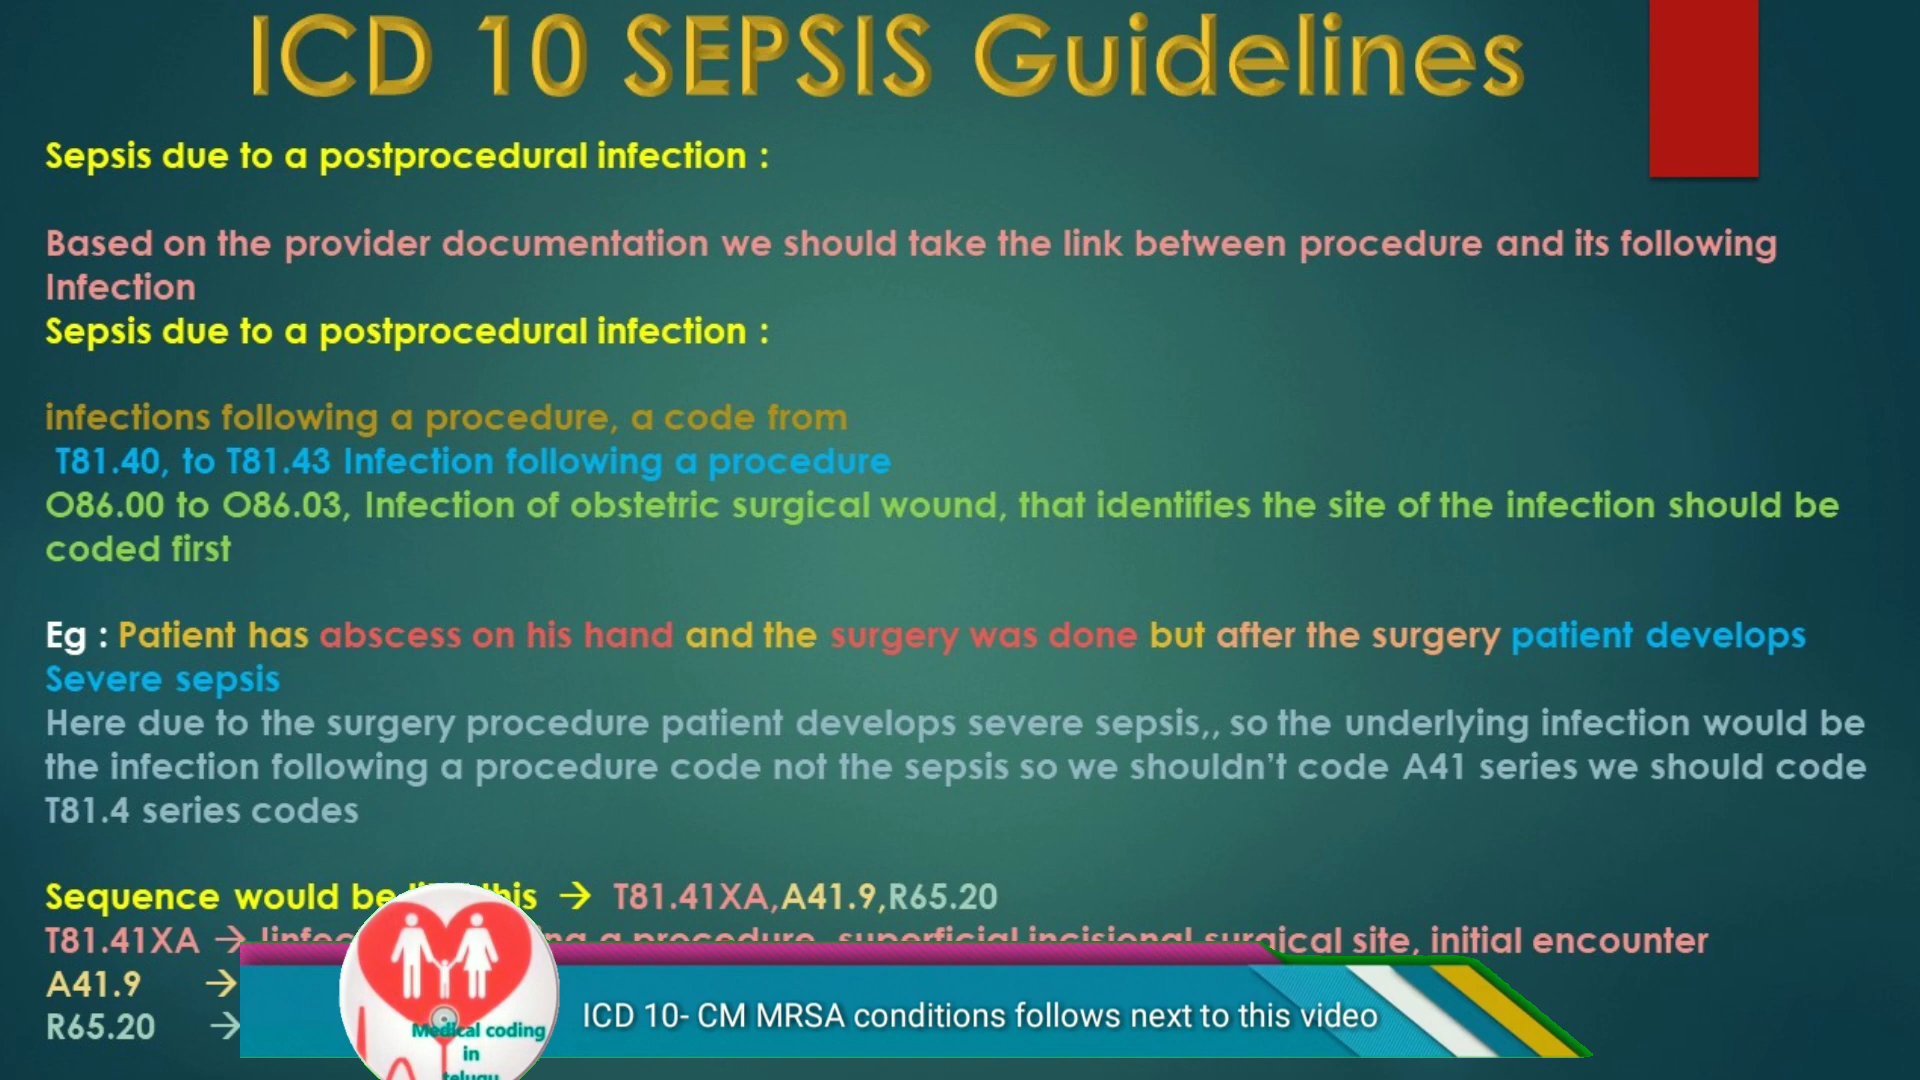 ICD 10 SEPSIS Guidelines
Sepsis due to a postprocedural infection :
Based on the provider documentation we should take the link between procedure and its following
Infection
Sepsis due to a postprocedural infection :
infections following a procedure, a code from
T81.40, to T81.43 Infection following a procedure
O86.00 to O86.03, Infection of obstetric surgical wound, that identifies the site of the infection should be
coded first
Eg : Patient has abscess on his hand and the surgery was done but after the surgery patient develops
Severe sepsis
Here due to the surgery procedure patient develops severe sepsis,, so the underlying infection would be
the infection following a procedure code not the sepsis so we shouldn't code A41 series we should code
T81.4 series codes
Sequence would be this → T81.41XA,A41.9,R65.20
T81.41XA → a procedure, superficial incisional surgical site, initial encounter
A41.9 →
R65.20 →
ICD 10- CM MRSA conditions follows next to this video
Medical coding
in
telugu